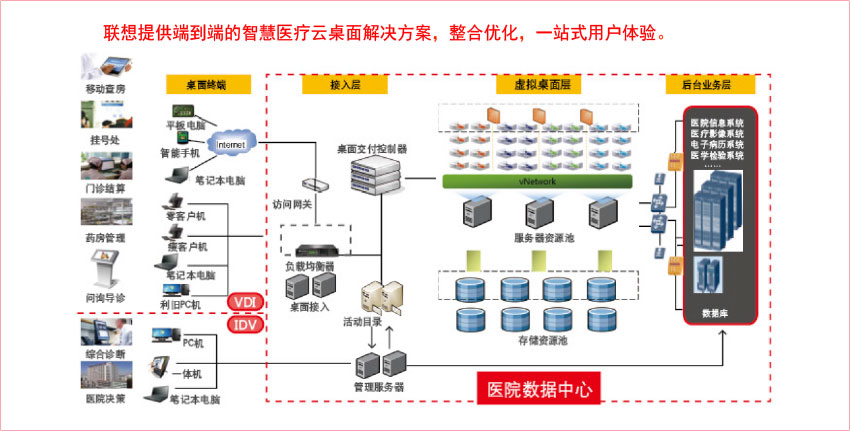 联想提供端到端的智慧医疗云桌面解决方案，整合优化，一站式用户体验。
桌面终端
接入层
虚拟桌面层
后台业务层
移动查房
挂号处
门诊结算
药房管理
问询导诊
综合诊断
医院决策
平板电脑
智能手机
笔记本电脑
零客户机
瘦客户机
笔记本电脑
利旧PC机
VDI
IDV
PC机
一体机
笔记本电脑
Internet
访问网关
负载均衡器
桌面接入
桌面交付控制器
活动目录
管理服务器
vNetwork
服务器资源池
存储资源池
医院信息系统
医疗影像系统
电子病历系统
医学检验系统
......
数据库
医院数据中心